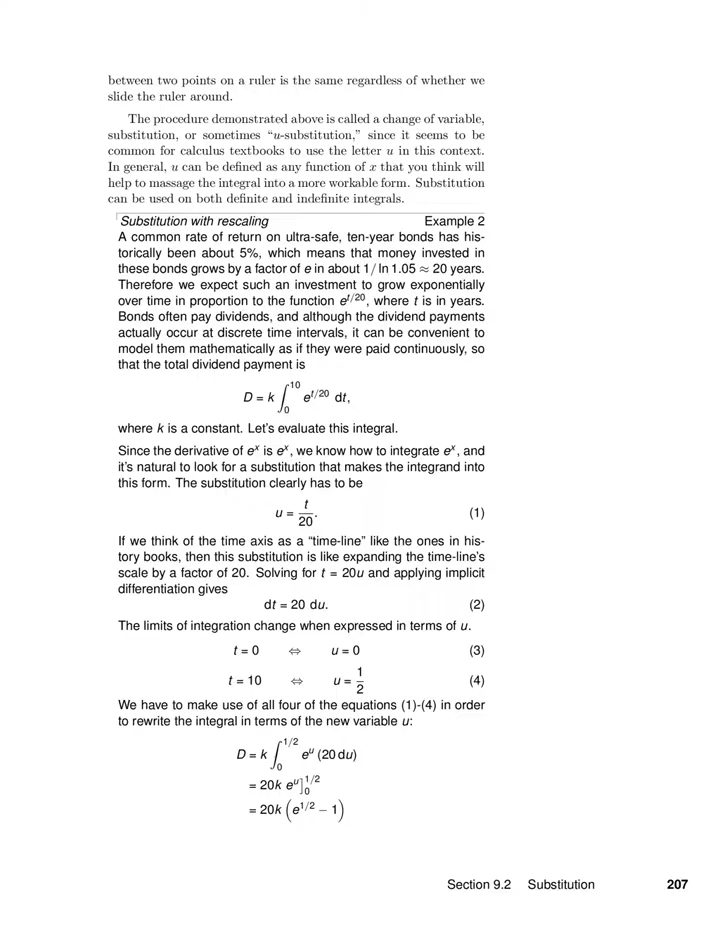 between two points on a ruler is the same regardless of whether we
slide the ruler around.
The procedure demonstrated above is called a change of variable,
substitution, or sometimes “u-substitution,” since it seems to be
common for calculus textbooks to use the letter u in this context.
In general, u can be defined as any function of x that you think will
help to massage the integral into a more workable form. Substitution
can be used on both definite and indefinite integrals.
Substitution with rescaling Example 2
A common rate of return on ultra-safe, ten-year bonds has his-
torically been about 5%, which means that money invested in
these bonds grows by a factor of e in about 1/ ln 1.05 ≈ 20 years.
Therefore we expect such an investment to grow exponentially
over time in proportion to the function e^{t/20}, where t is in years.
Bonds often pay dividends, and although the dividend payments
actually occur at discrete time intervals, it can be convenient to
model them mathematically as if they were paid continuously, so
that the total dividend payment is
D = k ∫_0^{10} e^{t/20} dt,
where k is a constant. Let’s evaluate this integral.
Since the derivative of e^x is e^x, we know how to integrate e^x, and
it’s natural to look for a substitution that makes the integrand into
this form. The substitution clearly has to be
u = t/20. (1)
If we think of the time axis as a “time-line” like the ones in his-
tory books, then this substitution is like expanding the time-line’s
scale by a factor of 20. Solving for t = 20u and applying implicit
differentiation gives
dt = 20 du. (2)
The limits of integration change when expressed in terms of u.
t = 0 ⇔ u = 0 (3)
t = 10 ⇔ u = 1/2 (4)
We have to make use of all four of the equations (1)-(4) in order
to rewrite the integral in terms of the new variable u:
D = k ∫_0^{1/2} e^u (20 du)
= 20k e^u]_0^{1/2}
= 20k (e^{1/2} − 1)
Section 9.2 Substitution 207